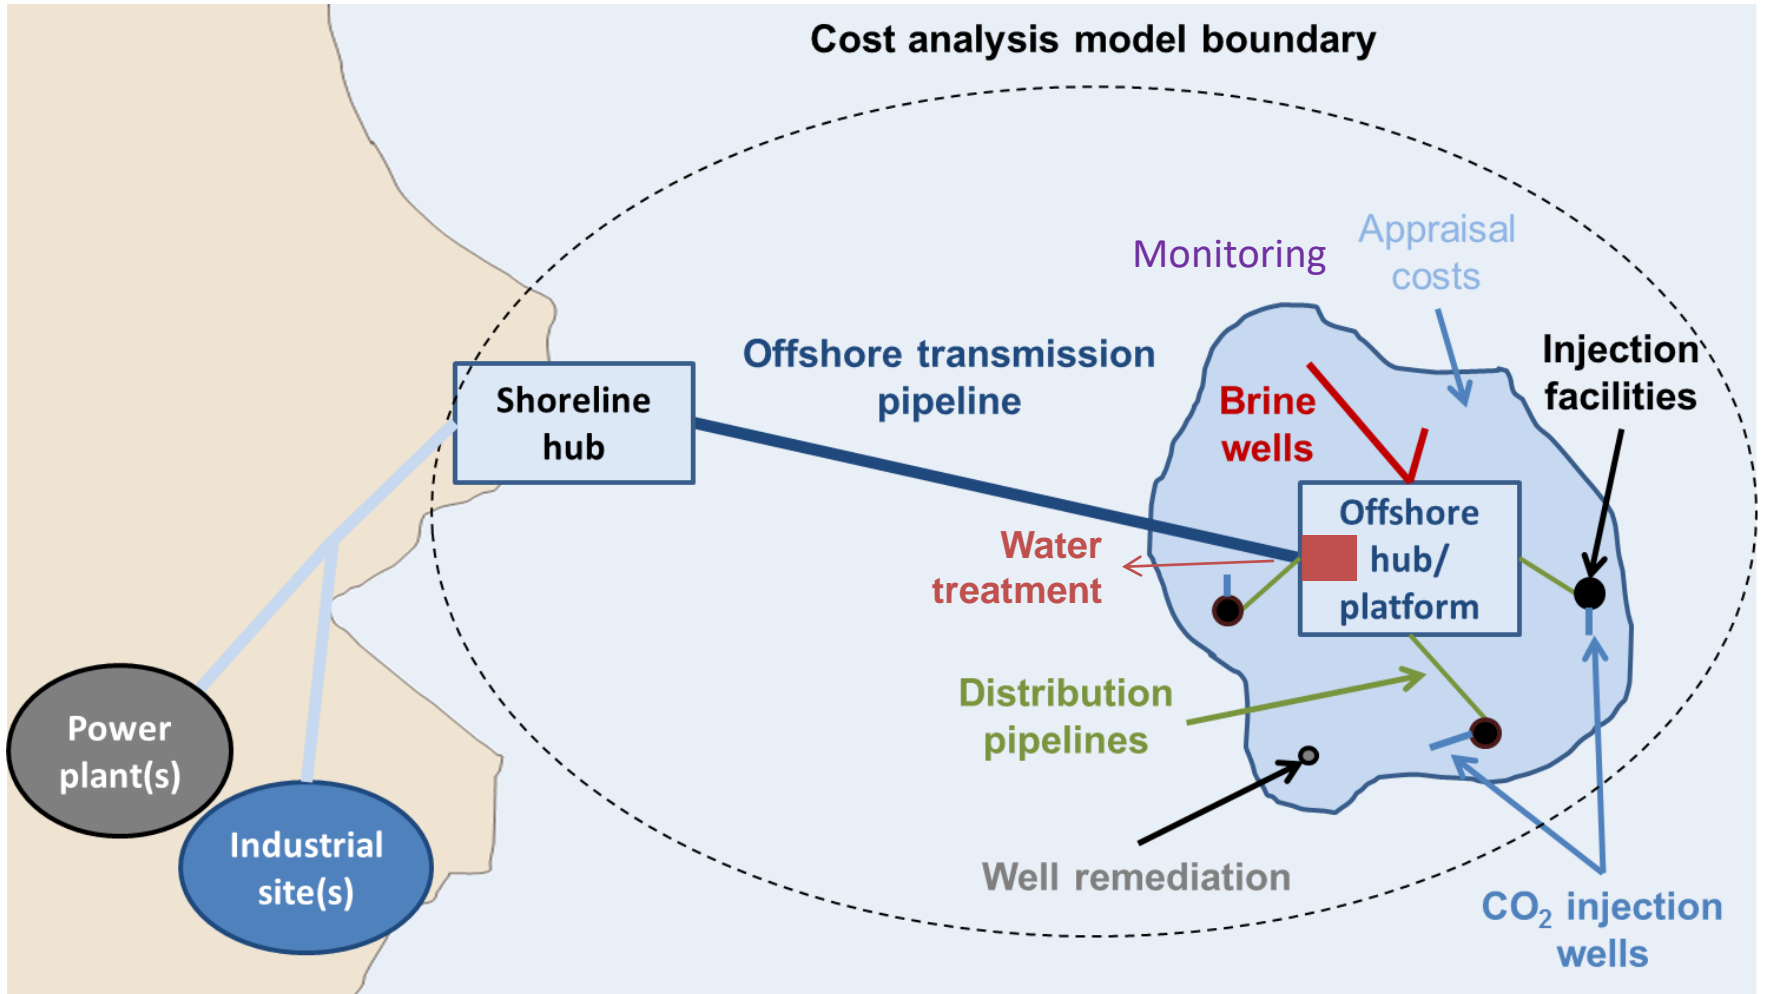 Cost analysis model boundary
Appraisal
costs
Monitoring
Injection
facilities
Offshore transmission
pipeline
Shoreline
hub
Brine
wells
Offshore
hub/
platform
Water
treatment
Distribution
pipelines
Power
plant(s)
Industrial
site(s)
Well remediation
CO₂ injection
wells